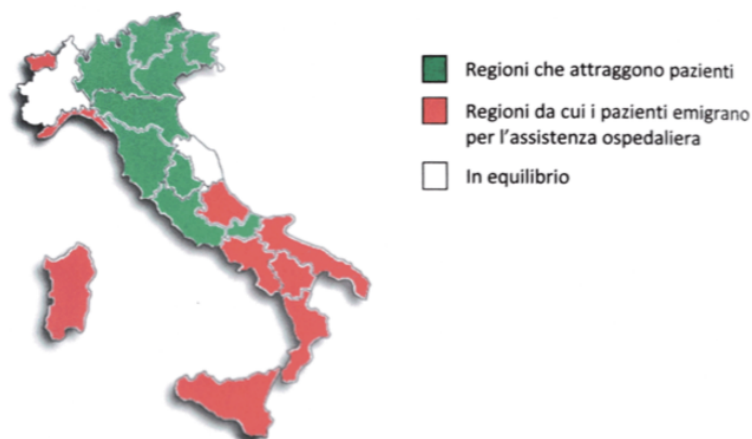 Regioni che attraggono pazienti
Regioni da cui i pazienti emigrano
per l'assistenza ospedaliera
In equilibrio